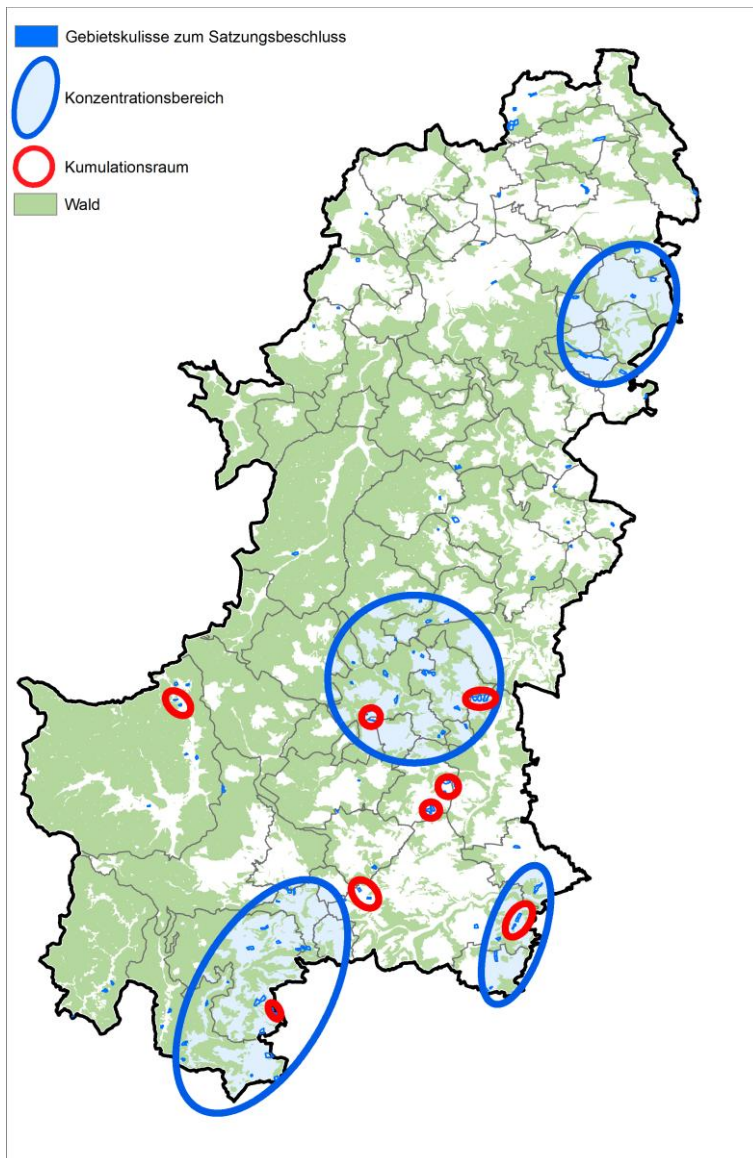 Gebietskulisse zum Satzungsbeschluss
Konzentrationsbereich
Kumulationsraum
Wald